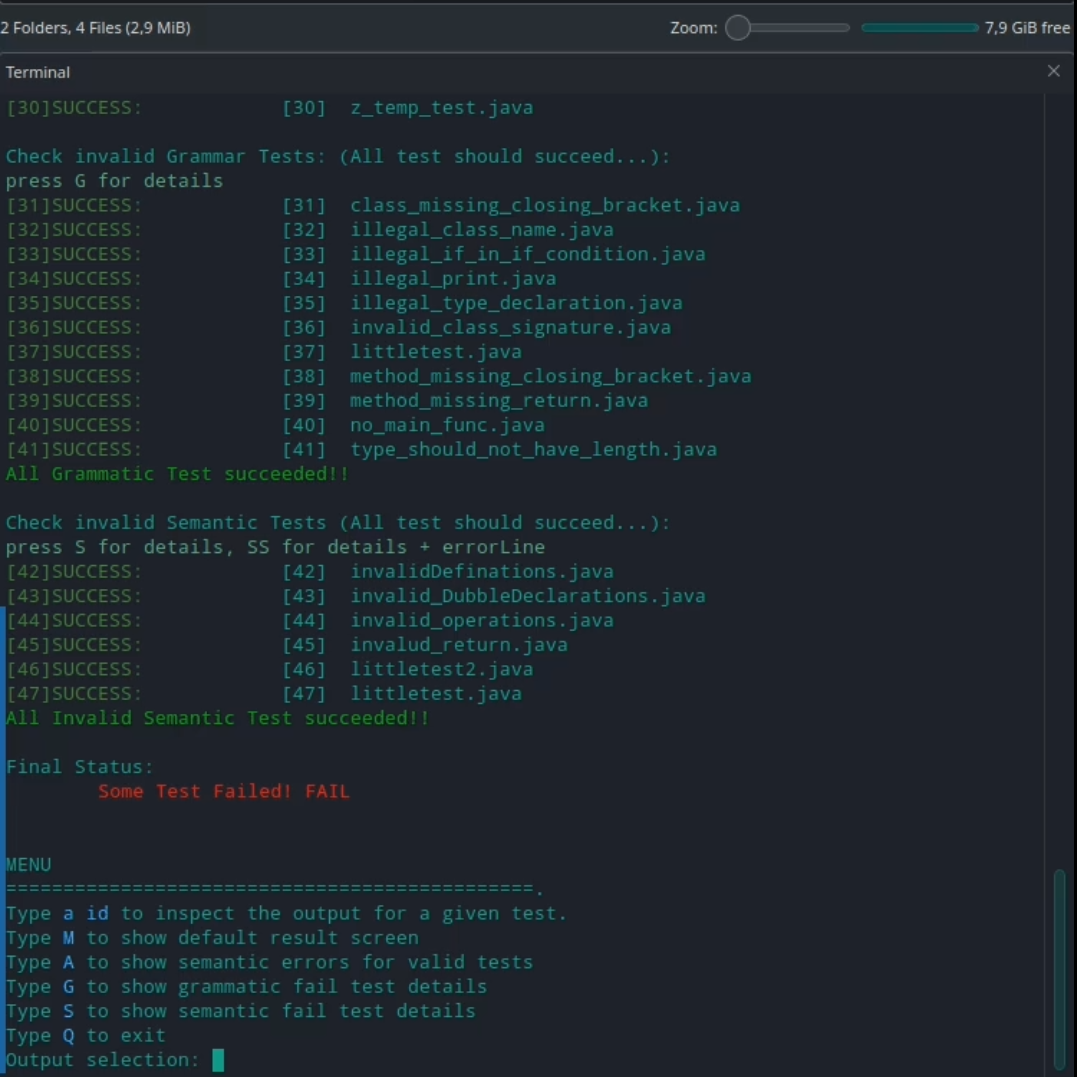 2 Folders, 4 Files (2,9 MiB) Zoom: 7,9 GiB free
Terminal
[30]SUCCESS: [30] z_temp_test.java
Check invalid Grammar Tests: (All test should succeed...):
press G for details
[31]SUCCESS: [31] class_missing_closing_bracket.java
[32]SUCCESS: [32] illegal_class_name.java
[33]SUCCESS: [33] illegal_if_in_if_condition.java
[34]SUCCESS: [34] illegal_print.java
[35]SUCCESS: [35] illegal_type_declaration.java
[36]SUCCESS: [36] invalid_class_signature.java
[37]SUCCESS: [37] littletest.java
[38]SUCCESS: [38] method_missing_closing_bracket.java
[39]SUCCESS: [39] method_missing_return.java
[40]SUCCESS: [40] no_main_func.java
[41]SUCCESS: [41] type_should_not_have_length.java
All Grammatic Test succeeded!!
Check invalid Semantic Tests (All test should succeed...):
press S for details, SS for details + errorLine
[42]SUCCESS: [42] invalidDefinations.java
[43]SUCCESS: [43] invalid_DubbleDeclarations.java
[44]SUCCESS: [44] invalid_operations.java
[45]SUCCESS: [45] invalud_return.java
[46]SUCCESS: [46] littletest2.java
[47]SUCCESS: [47] littletest.java
All Invalid Semantic Test succeeded!!
Final Status:
Some Test Failed! FAIL
MENU
==============================================.
Type a id to inspect the output for a given test.
Type M to show default result screen
Type A to show semantic errors for valid tests
Type G to show grammatic fail test details
Type S to show semantic fail test details
Type Q to exit
Output selection: